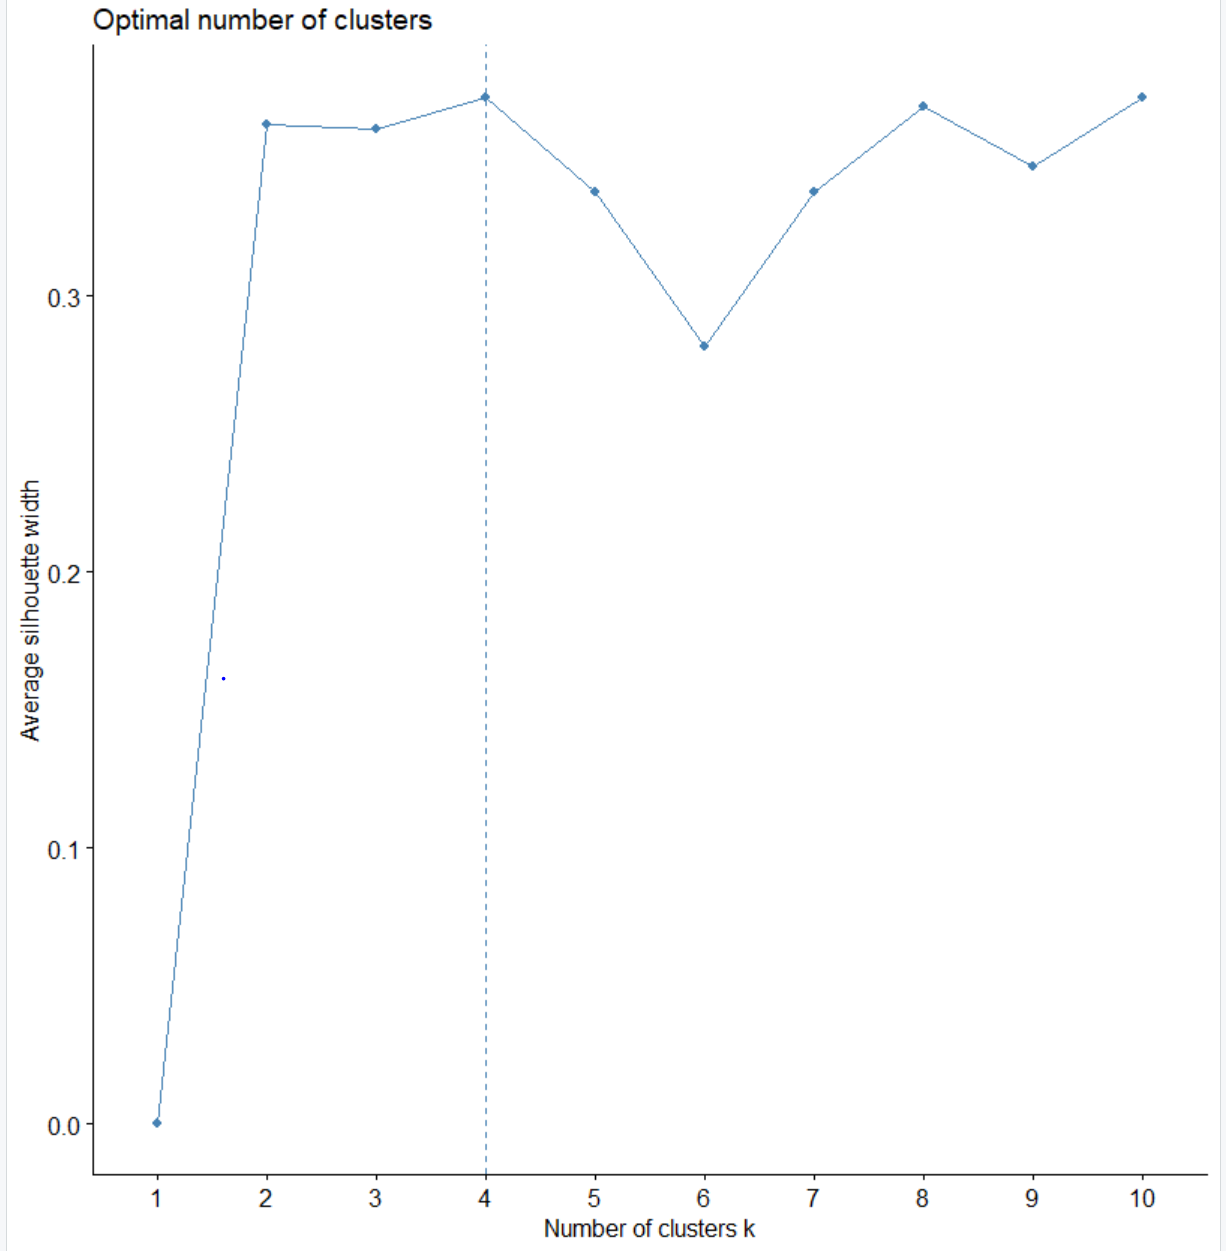 Optimal number of clusters
Average silhouette width
0.3
0.2
0.1
0.0
1 2 3 4 5 6 7 8 9 10
Number of clusters k